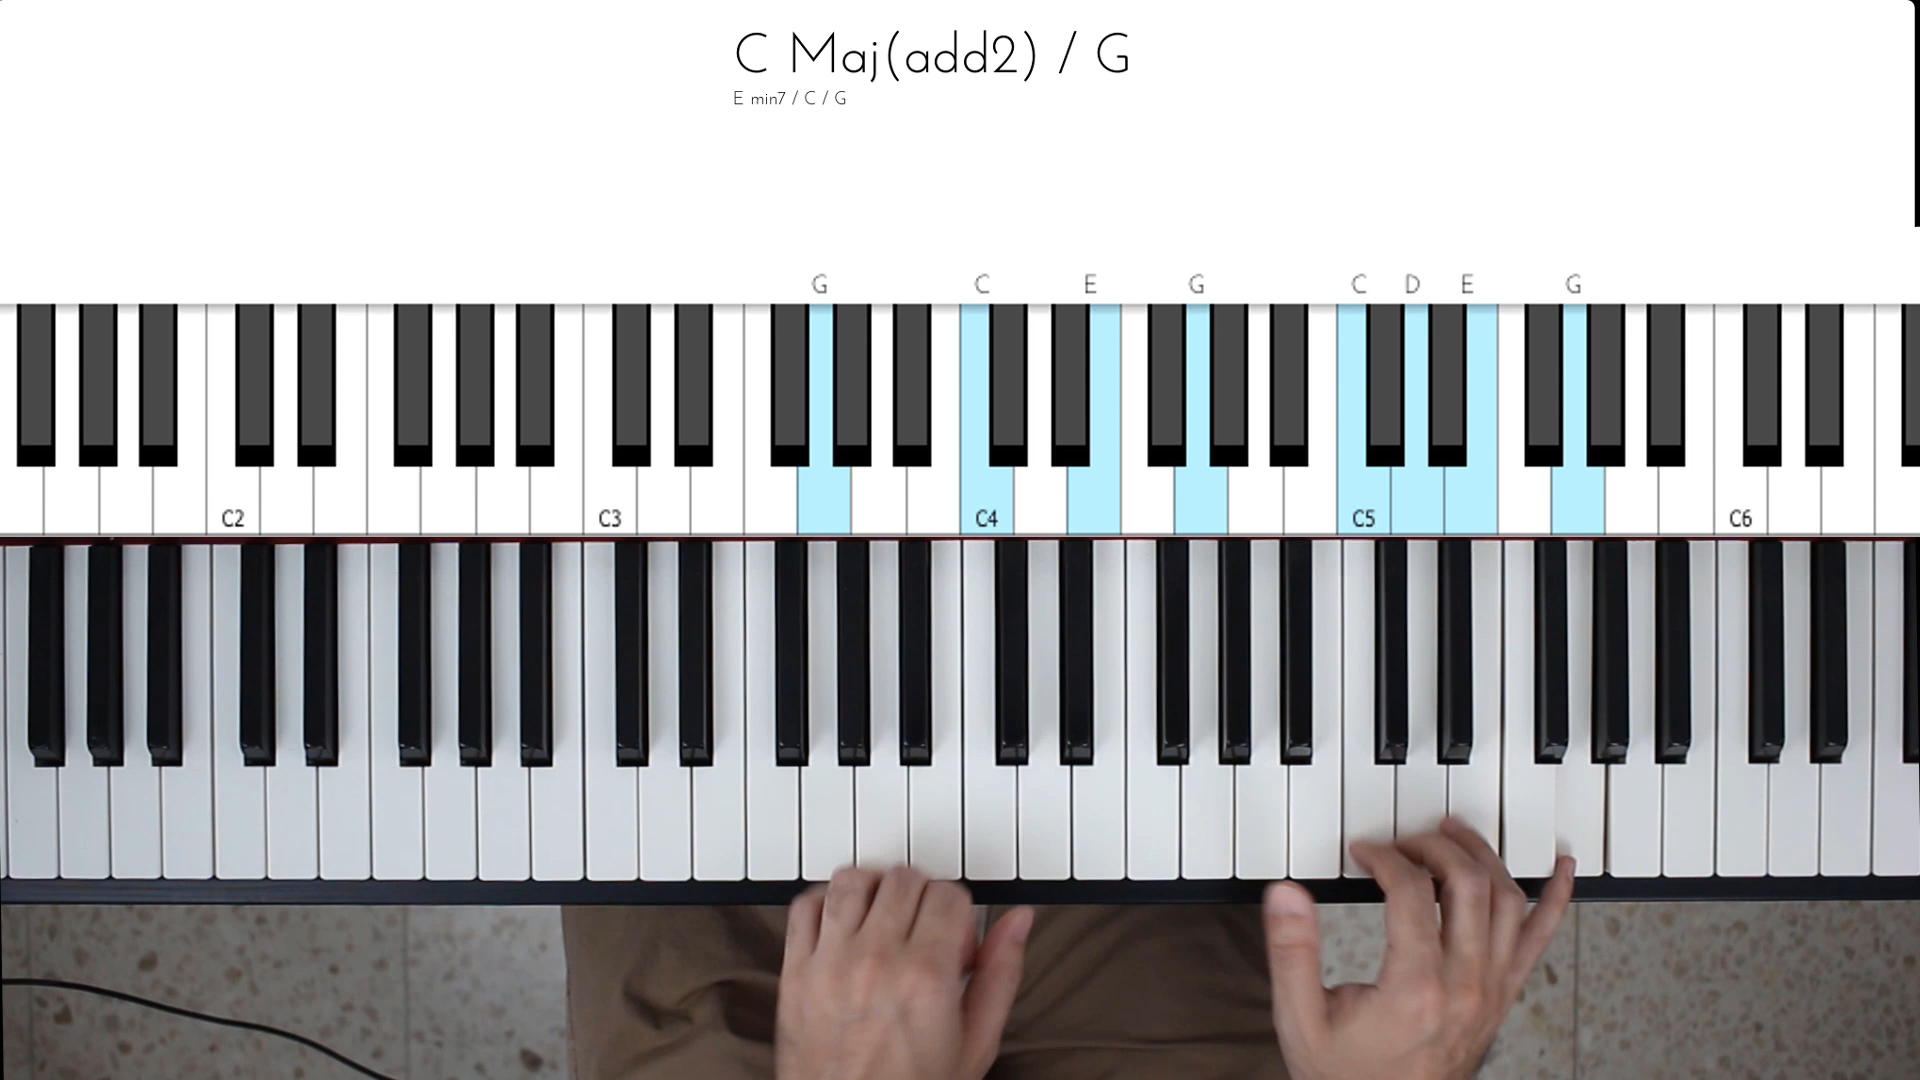 C Maj(add2) / G
E min7 / C / G
G C E G C D E G
C2 C3 C4 C5 C6